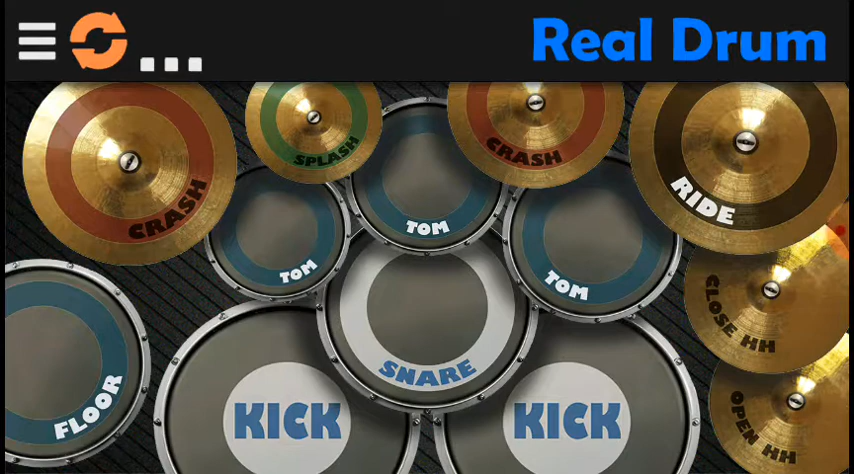 Real Drum
CRASH
SPLASH
CRASH
RIDE
TOM
TOM
TOM
CLOSE HH
SNARE
FLOOR
KICK
KICK
OPEN HH